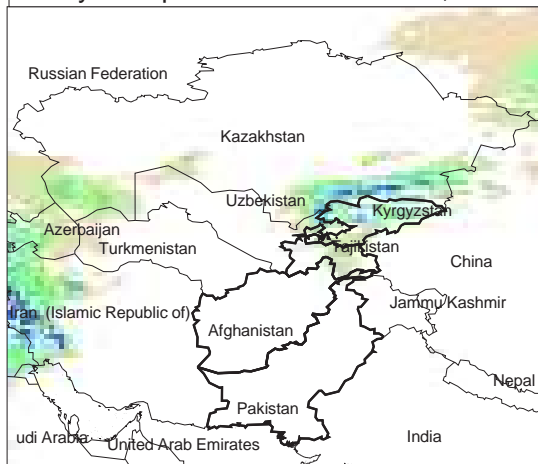 Russian Federation
Kazakhstan
Uzbekistan
Kyrgyzstan
Azerbaijan
Turkmenistan
Tajikistan
China
Iran (Islamic Republic of)
Jammu Kashmir
Afghanistan
Nepal
Pakistan
udi Arabia
United Arab Emirates
India